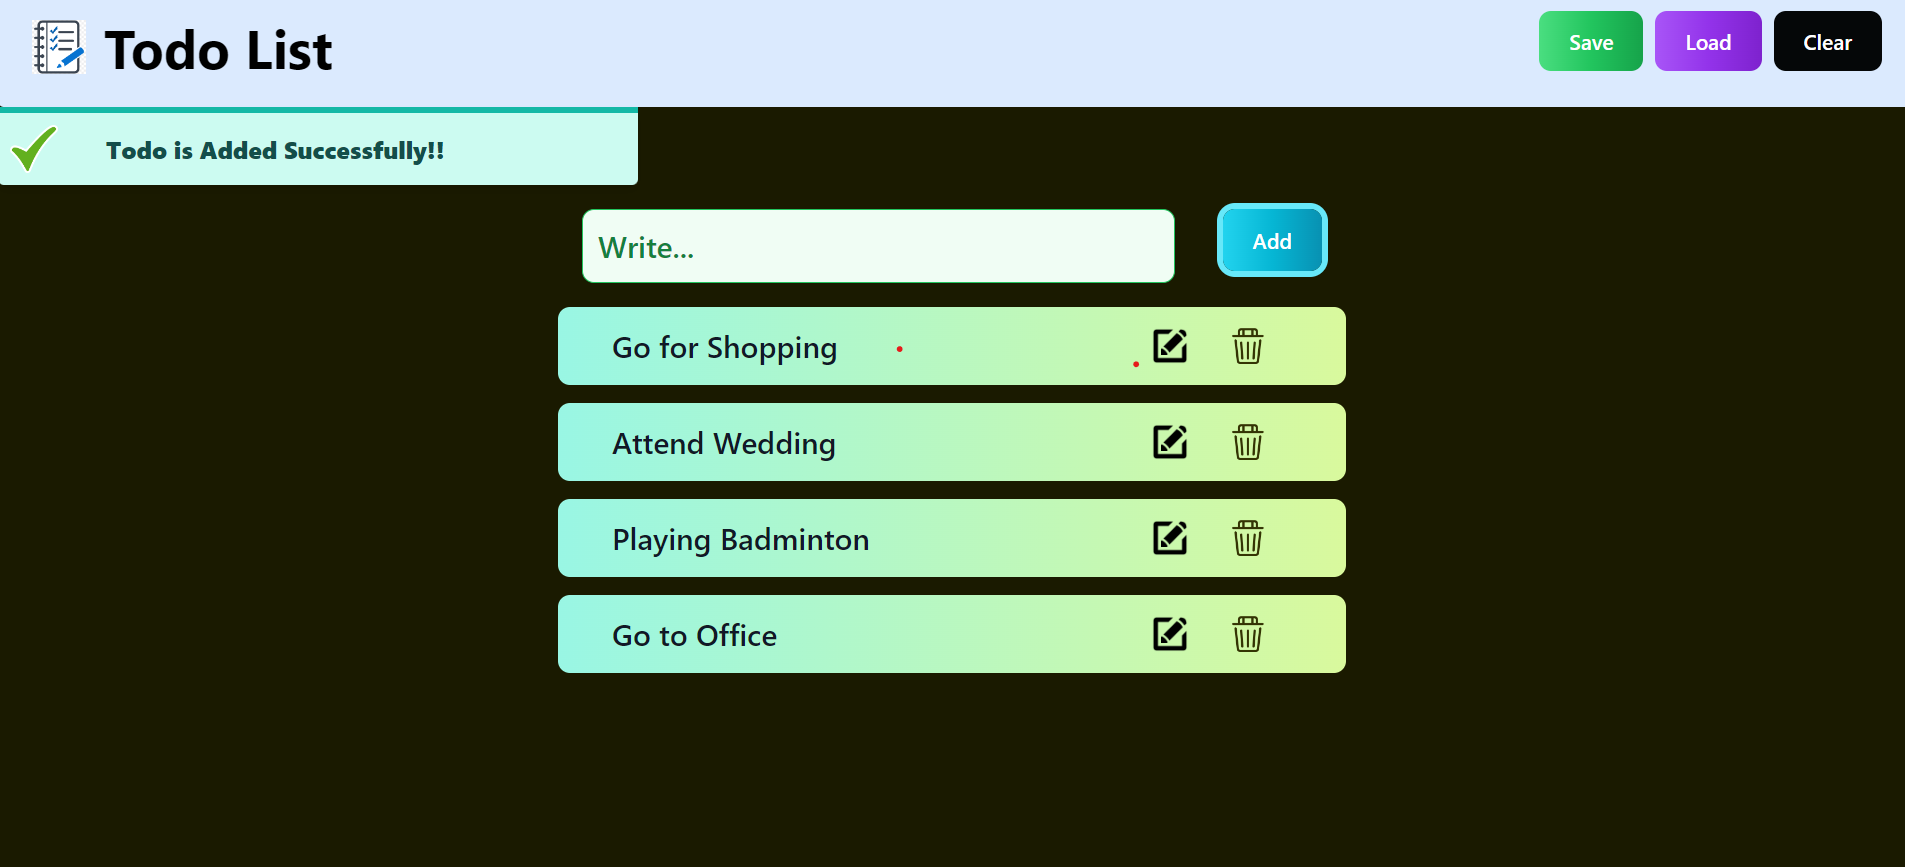 Todo List
Save
Load
Clear
Todo is Added Successfully!!
Write...
Add
Go for Shopping
Attend Wedding
Playing Badminton
Go to Office